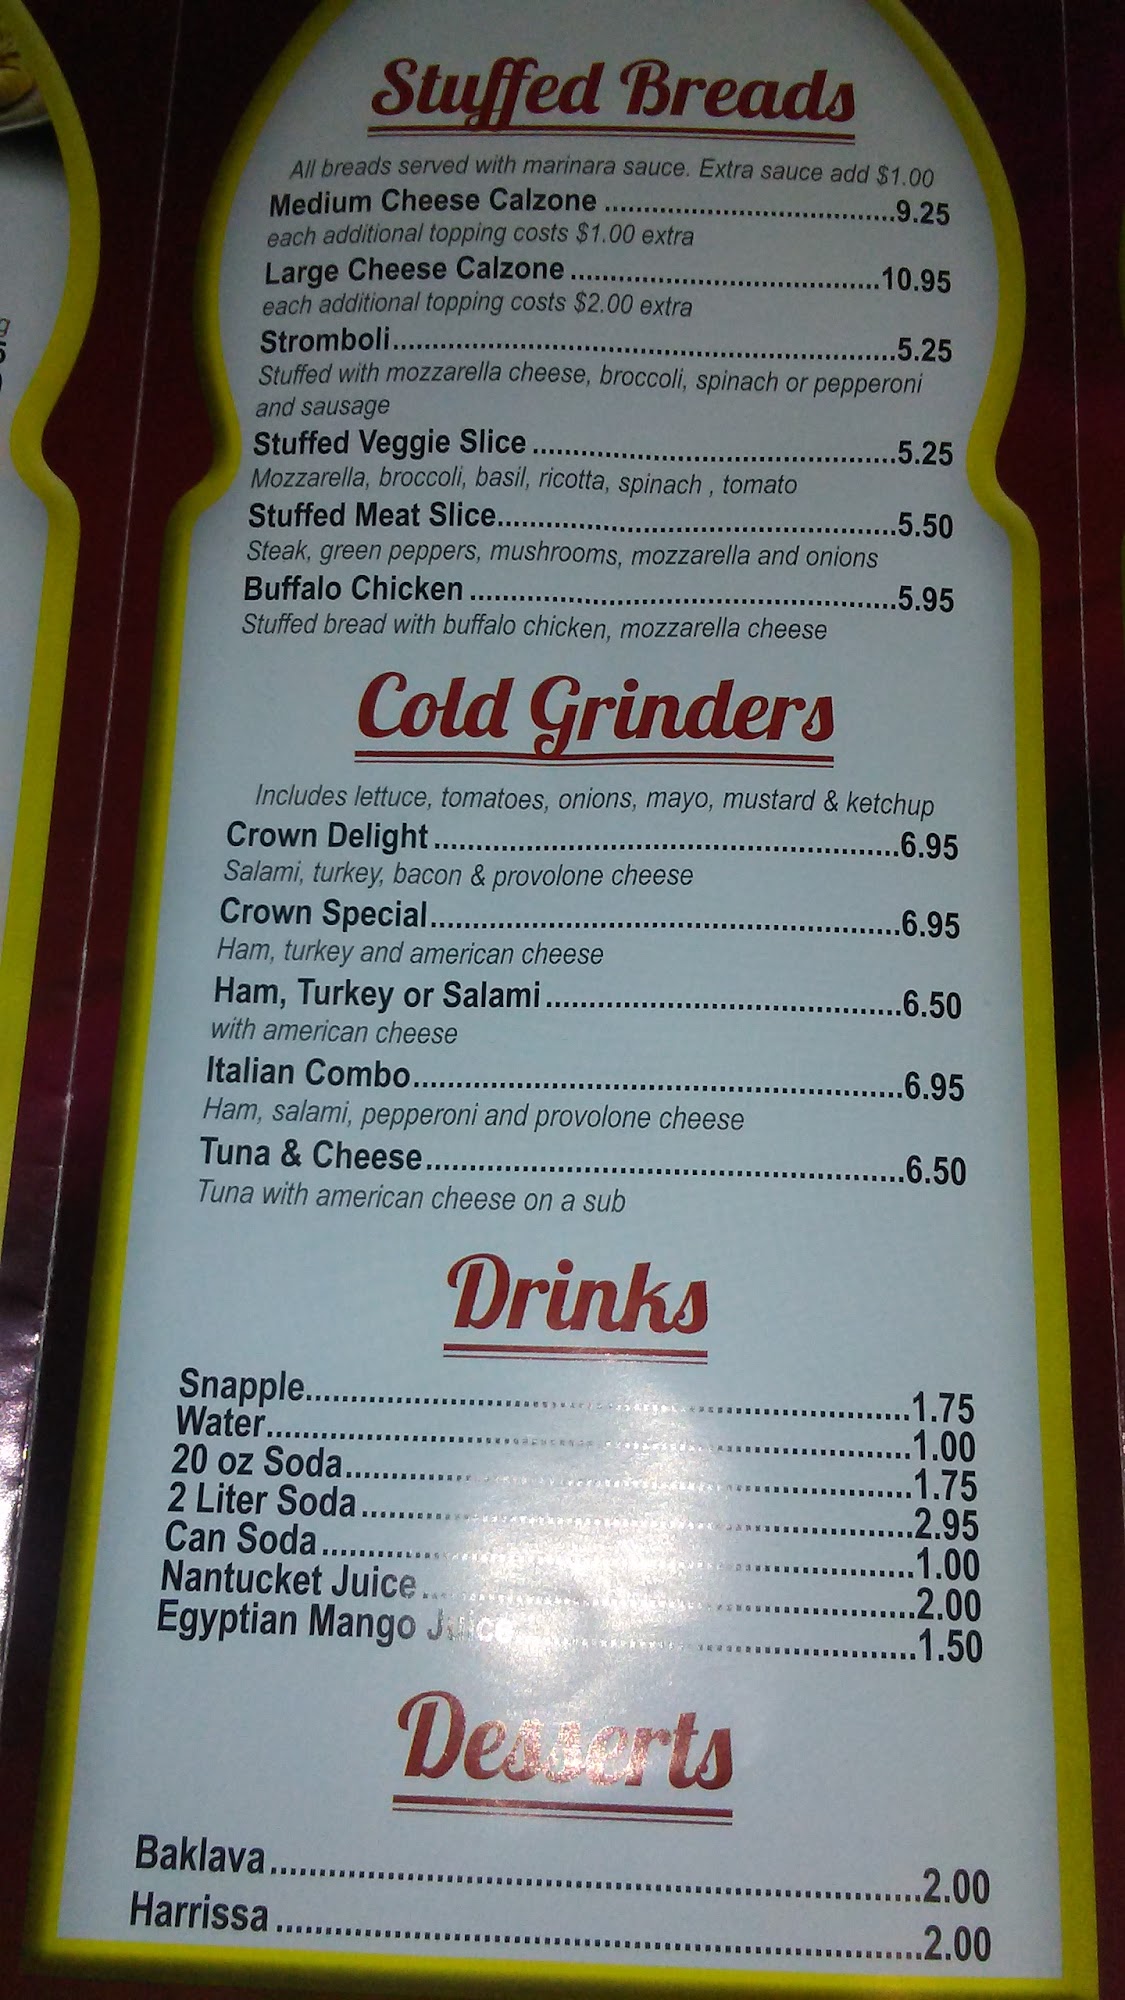 Stuffed Breads
All breads served with marinara sauce. Extra sauce add $1.00
Medium Cheese Calzone ....................................9.25
each additional topping costs $1.00 extra
Large Cheese Calzone ......................................10.95
each additional topping costs $2.00 extra
Stromboli..............................................................5.25
Stuffed with mozzarella cheese, broccoli, spinach or pepperoni
and sausage
Stuffed Veggie Slice .............................................5.25
Mozzarella, broccoli, basil, ricotta, spinach , tomato
Stuffed Meat Slice.................................................5.50
Steak, green peppers, mushrooms, mozzarella and onions
Buffalo Chicken ....................................................5.95
Stuffed bread with buffalo chicken, mozzarella cheese
Cold Grinders
Includes lettuce, tomatoes, onions, mayo, mustard & ketchup
Crown Delight .......................................................6.95
Salami, turkey, bacon & provolone cheese
Crown Special.......................................................6.95
Ham, turkey and american cheese
Ham, Turkey or Salami .........................................6.50
with american cheese
Italian Combo........................................................6.95
Ham, salami, pepperoni and provolone cheese
Tuna & Cheese......................................................6.50
Tuna with american cheese on a sub
Drinks
Snapple.................................................................1.75
Water.....................................................................1.00
20 oz Soda............................................................1.75
2 Liter Soda ..........................................................2.95
Can Soda ..............................................................1.00
Nantucket Juice ....................................................2.00
Egyptian Mango Juice ..........................................1.50
Desserts
Baklava..................................................................2.00
Harrissa .................................................................2.00